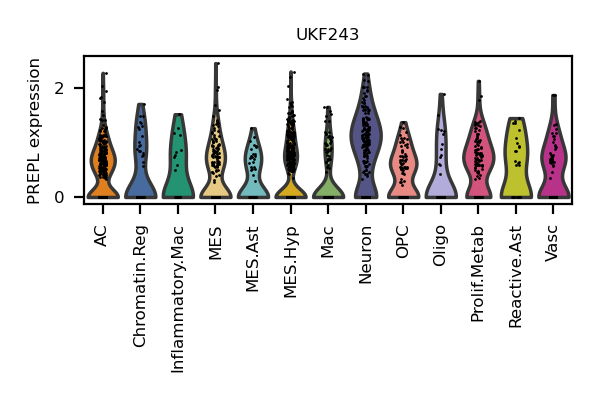 UKF243
PREPL expression
2
0
AC
Chromatin.Reg
Inflammatory.Mac
MES
MES.Ast
MES.Hyp
Mac
Neuron
OPC
Oligo
Prolif.Metab
Reactive.Ast
Vasc